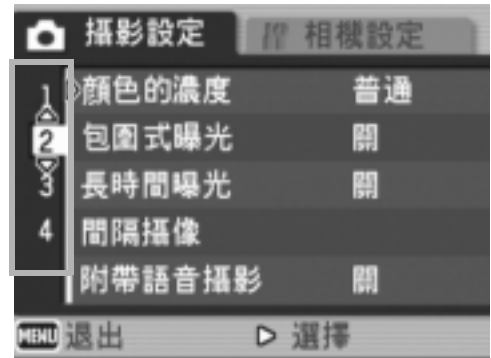 攝影設定 相機設定
1 顏色的濃度 普通
2 包圍式曝光 關
3 長時間曝光 關
4 間隔攝像
附帶語音攝影 關
MENU 退出 選擇